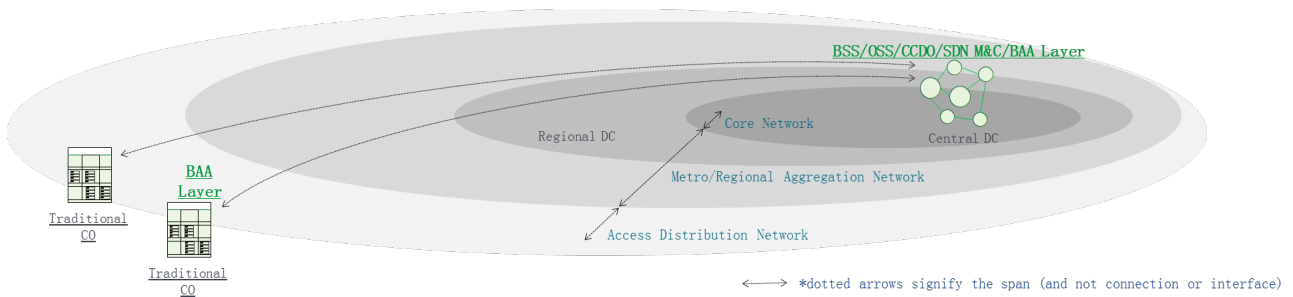 BSS/OSS/CCDO/SDN M&C/BAA Layer
Core Network
Regional DC
Central DC
BAA
Layer
Metro/Regional Aggregation Network
Traditional
CO
Access Distribution Network
Traditional
CO
*dotted arrows signify the span (and not connection or interface)